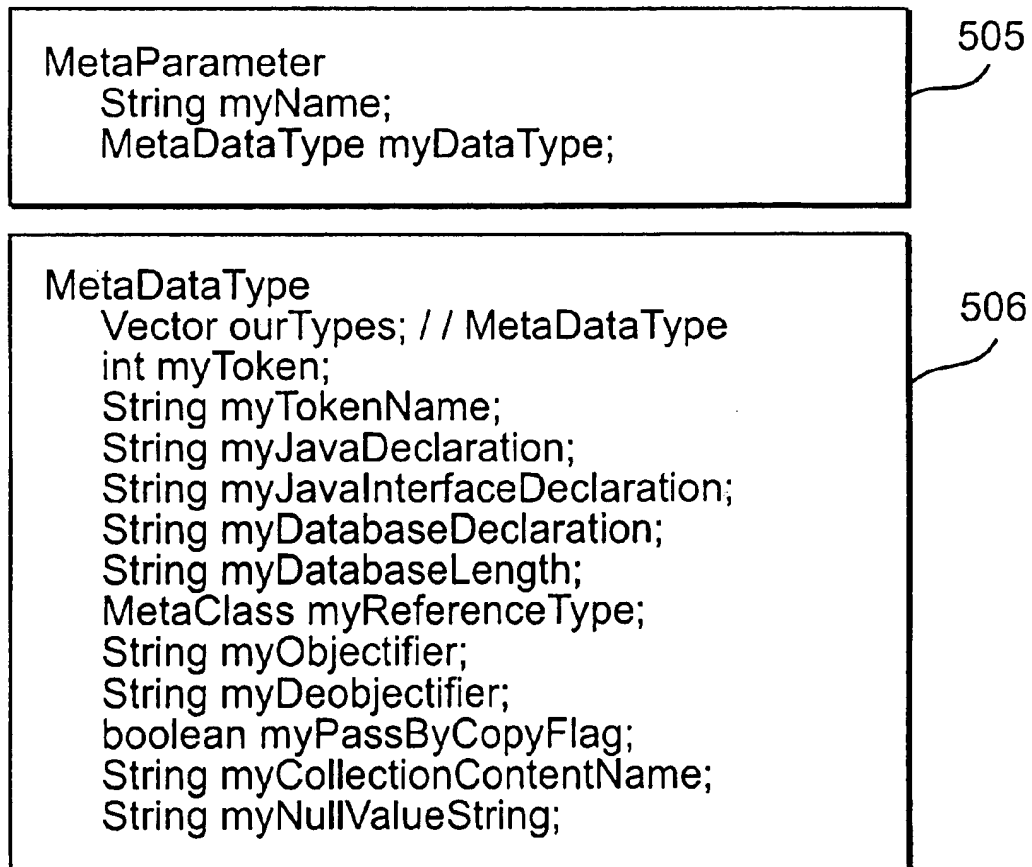 505
MetaParameter
String myName;
MetaDataType myDataType;
506
MetaDataType
Vector ourTypes; / / MetaDataType
int myToken;
String myTokenName;
String myJavaDeclaration;
String myJavaInterfaceDeclaration;
String myDatabaseDeclaration;
String myDatabaseLength;
MetaClass myReferenceType;
String myObjectifier;
String myDeobjectifier;
boolean myPassByCopyFlag;
String myCollectionContentName;
String myNullValueString;